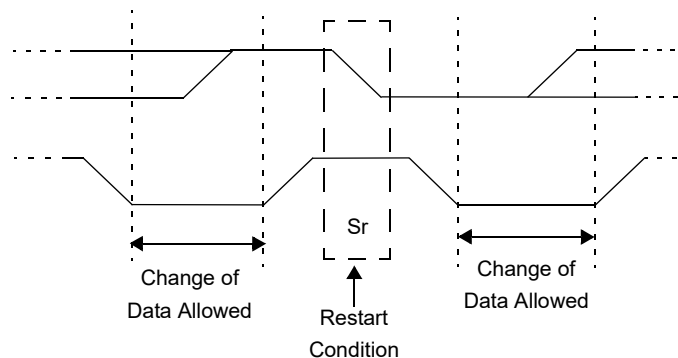 Sr
Change of
Data Allowed
Restart
Condition
Change of
Data Allowed